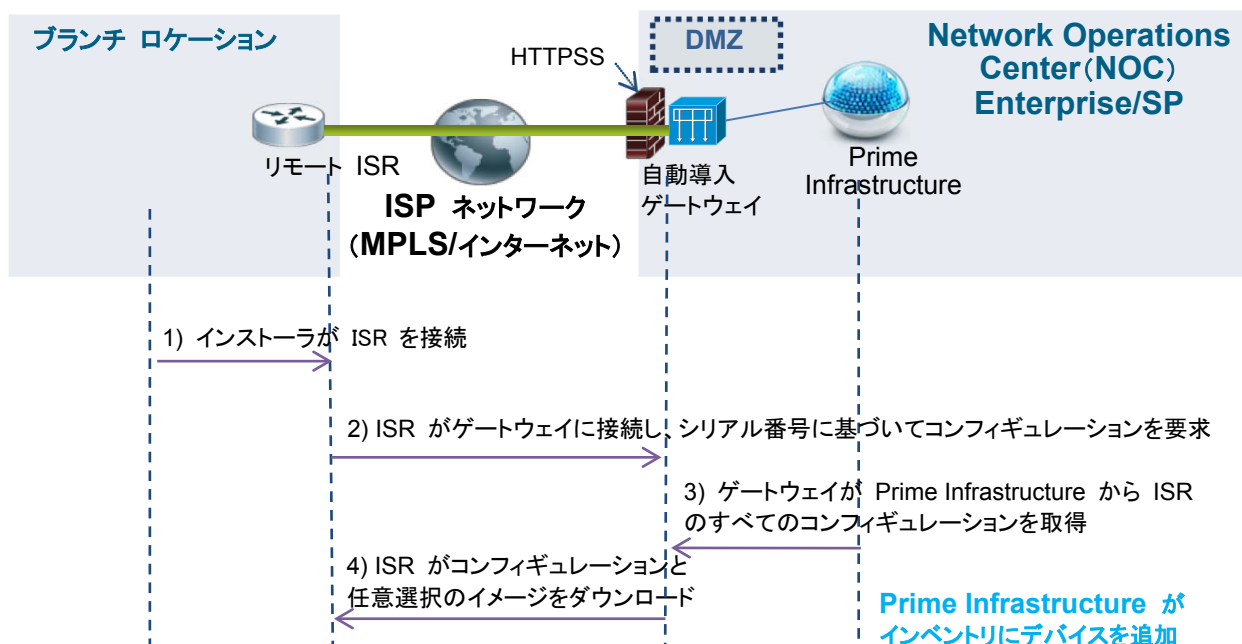 ブランチ ロケーション
HTTPSS
DMZ
Network Operations
Center(NOC)
Enterprise/SP
リモート ISR
ISP ネットワーク
(MPLS/インターネット)
自動導入
ゲートウェイ
Prime
Infrastructure
1) インストーラが ISR を接続
2) ISR がゲートウェイに接続し、シリアル番号に基づいてコンフィギュレーションを要求
3) ゲートウェイが Prime Infrastructure から ISR
のすべてのコンフィギュレーションを取得
4) ISR がコンフィギュレーションと
任意選択のイメージをダウンロード
Prime Infrastructure が
インベントリにデバイスを追加